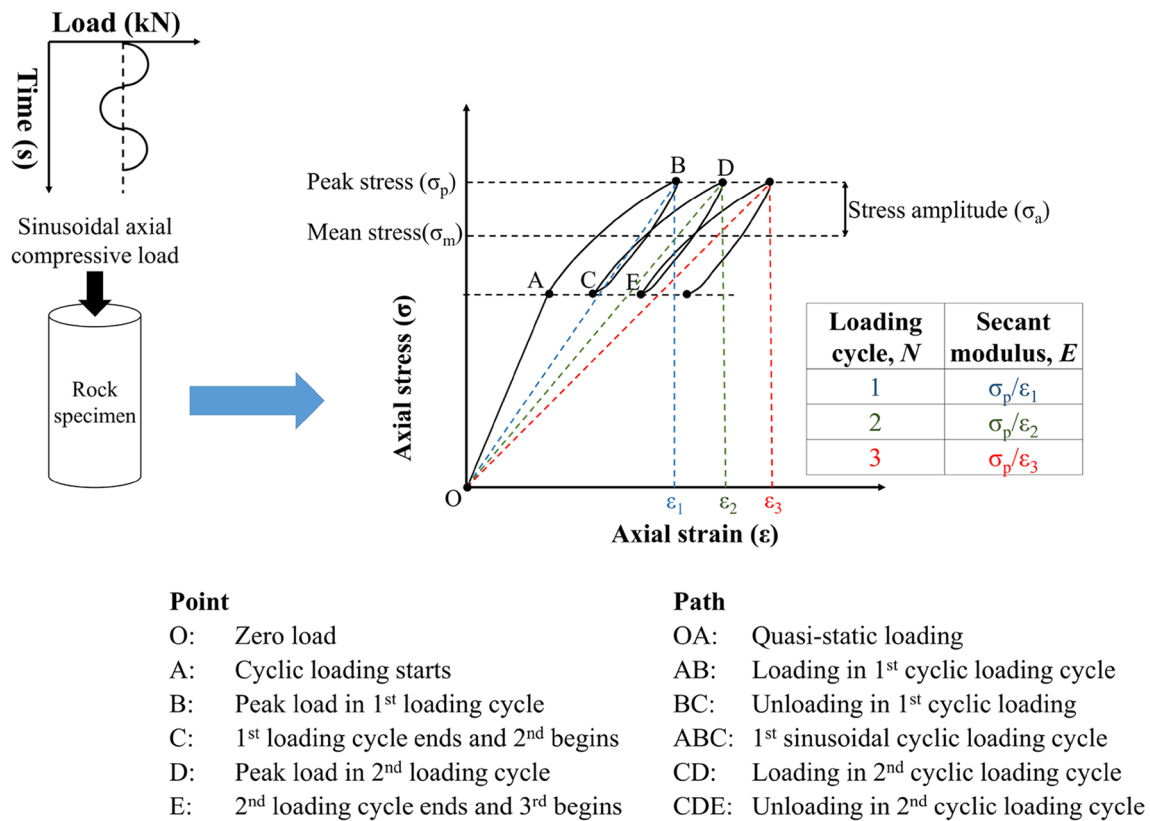 Load (kN)
Time (s)
Sinusoidal axial
compressive load
Rock
specimen
B
D
Peak stress (σp)
Stress amplitude (σa)
Mean stress(σm)
A
C
E
Axial stress (σ)
O
ε1
ε2
ε3
Axial strain (ε)
Loading
cycle, N
Secant
modulus, E
1
σp/ε1
2
σp/ε2
3
σp/ε3
Point
O: Zero load
A: Cyclic loading starts
B: Peak load in 1st loading cycle
C: 1st loading cycle ends and 2nd begins
D: Peak load in 2nd loading cycle
E: 2nd loading cycle ends and 3rd begins
Path
OA: Quasi-static loading
AB: Loading in 1st cyclic loading cycle
BC: Unloading in 1st cyclic loading
ABC: 1st sinusoidal cyclic loading cycle
CD: Loading in 2nd cyclic loading cycle
CDE: Unloading in 2nd cyclic loading cycle